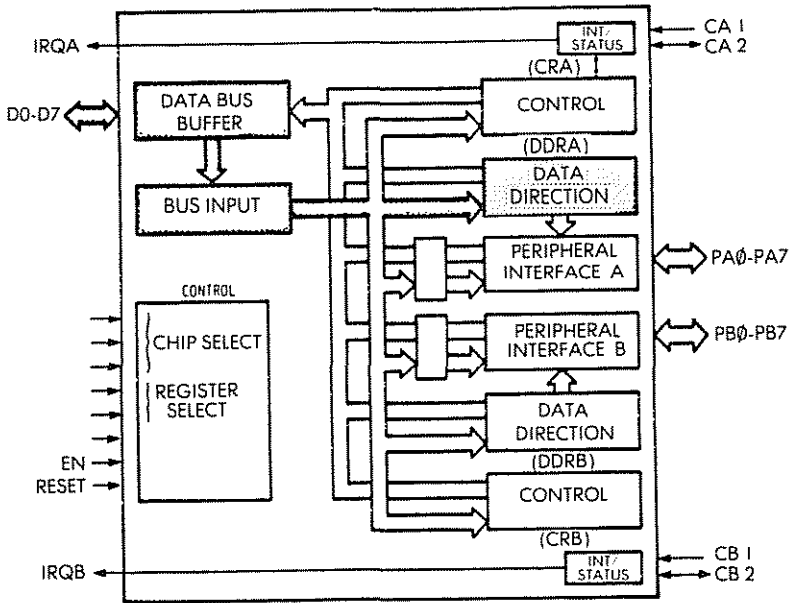 IRQA
INT/
STATUS
CA 1
CA 2
(CRA)
D0-D7
DATA BUS
BUFFER
CONTROL
(DDRA)
BUS INPUT
DATA
DIRECTION
PERIPHERAL
INTERFACE A
PAØ-PA7
CONTROL
CHIP SELECT
PERIPHERAL
INTERFACE B
PBØ-PB7
REGISTER
SELECT
DATA
DIRECTION
EN
(DDRB)
RESET
CONTROL
(CRB)
IRQB
INT/
STATUS
CB 1
CB 2